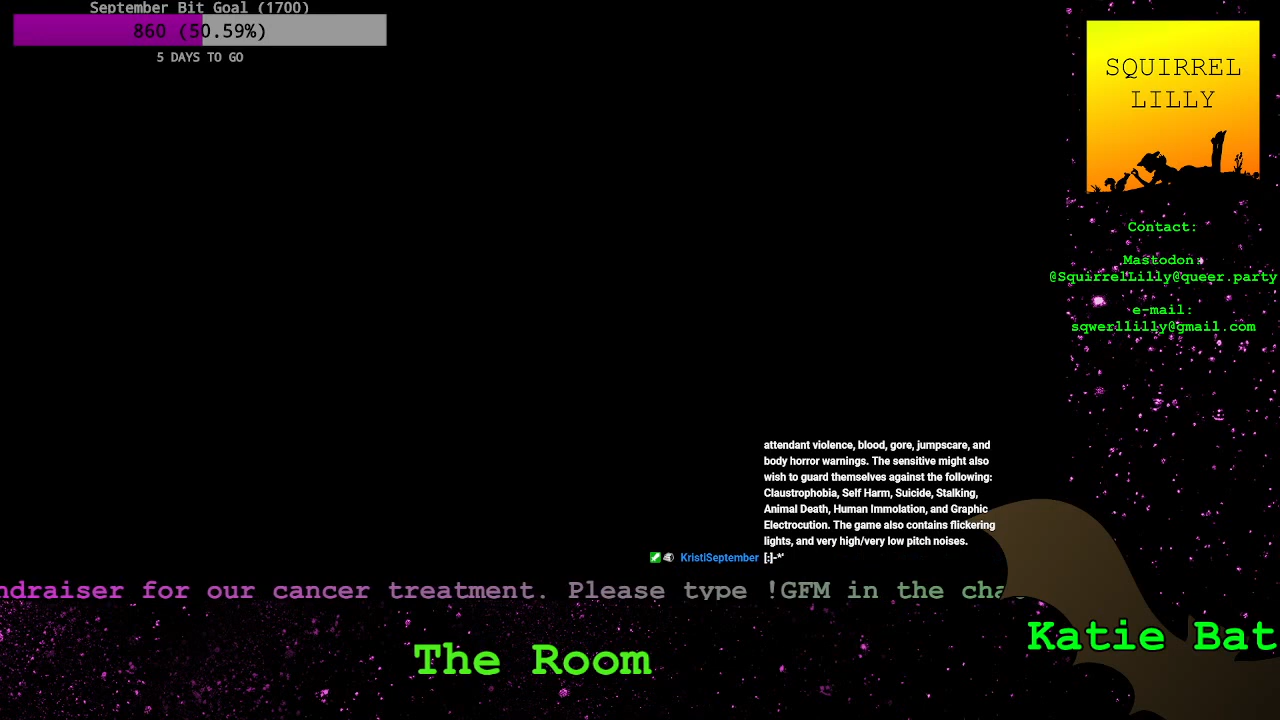 September Bit Goal (1700)
860 (50.59%)
5 DAYS TO GO
SQUIRREL
LILLY
Contact:
Mastodon:
@SquirrelLilly@queer.party
e-mail:
sqwerllilly@gmail.com
attendant violence, blood, gore, jumpscare, and
body horror warnings. The sensitive might also
wish to guard themselves against the following:
Claustrophobia, Self Harm, Suicide, Stalking,
Animal Death, Human Immolation, and Graphic
Electrocution. The game also contains flickering
lights, and very high/very low pitch noises.
KristiSeptember [:]-*'
ndraiser for our cancer treatment. Please type !GFM in the cha
The Room
Katie Bat